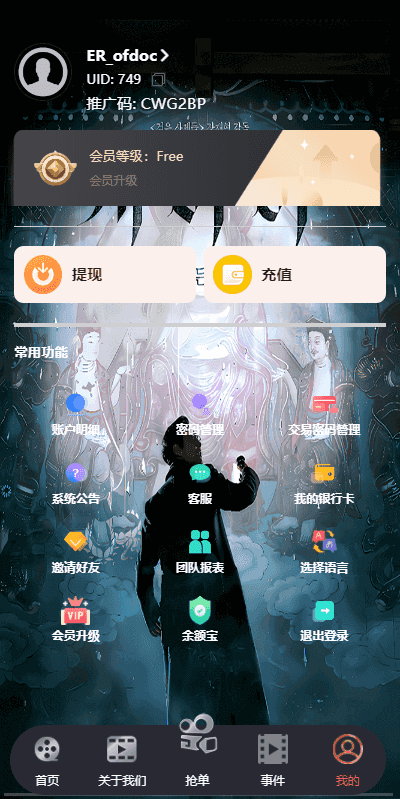 ER_ofdoc
UID: 749
推广码: CWG2BP
会员等级：Free
会员升级
提现
充值
常用功能
账户明细
密码管理
交易密码管理
系统公告
客服
我的银行卡
邀请好友
团队报表
选择语言
VIP
会员升级
余额宝
退出登录
首页
关于我们
抢单
事件
我的